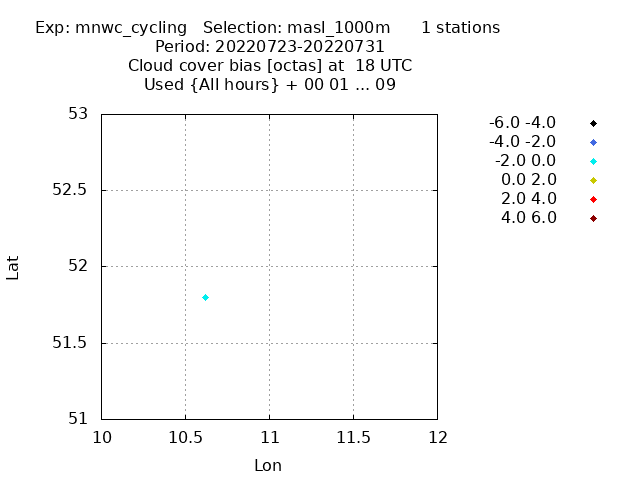 Exp: mnwc_cycling   Selection: masl_1000m      1 stations
Period: 20220723-20220731
Cloud cover bias [octas] at  18 UTC
Used {All hours} + 00 01 ... 09
-6.0 -4.0
-4.0 -2.0
-2.0 0.0
0.0 2.0
2.0 4.0
4.0 6.0
53
52.5
52
51.5
51
Lat
10 10.5 11 11.5 12
Lon